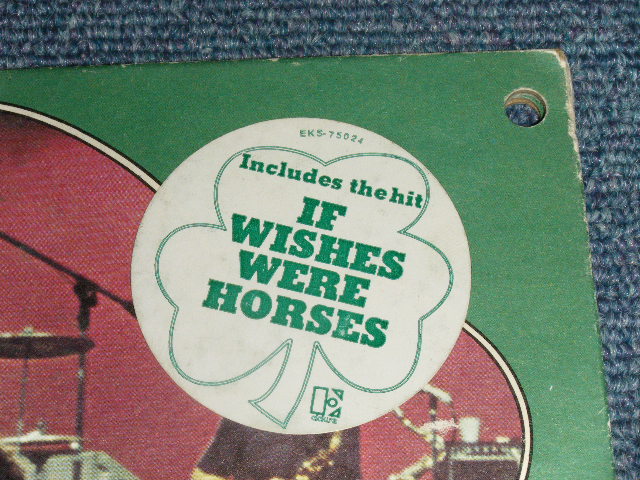 EKS-75024
Includes the hit
IF
WISHES
WERE
HORSES